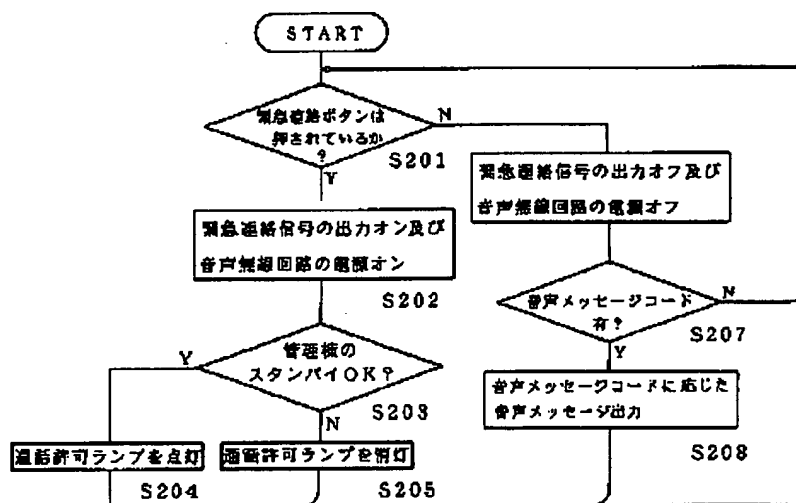 START
緊急連絡ボタンは
押されているか
?
N
Y
S201
緊急連絡信号の出力オン及び
音声無線回路の電源オン
S202
管理棟の
スタンバイOK?
Y
N
S203
通話許可ランプを点灯
S204
通話許可ランプを消灯
S205
緊急連絡信号の出力オフ及び
音声無線回路の電源オフ
音声メッセージコード
有?
N
Y
S207
音声メッセージコードに応じた
音声メッセージ出力
S208